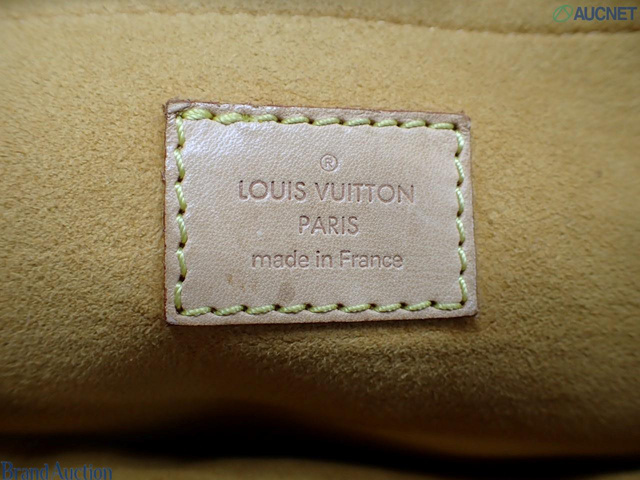 AUCNET
®
LOUIS VUITTON
PARIS
made in France
Brand Auction